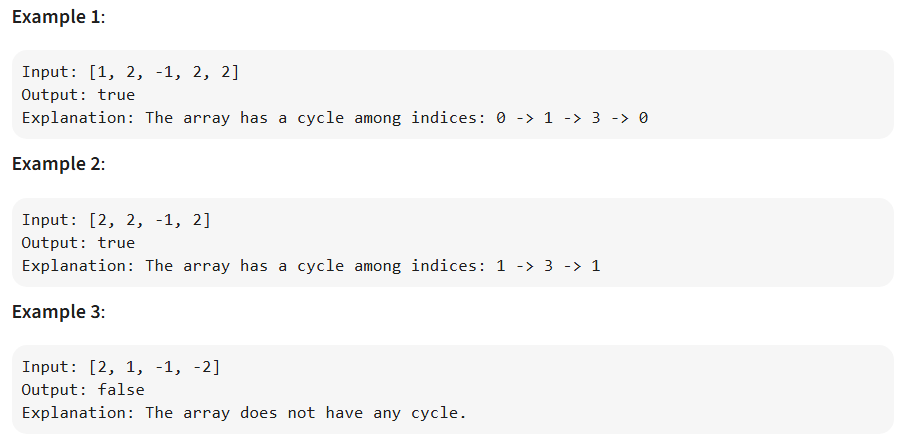 Example 1:
Input: [1, 2, -1, 2, 2]
Output: true
Explanation: The array has a cycle among indices: 0 -> 1 -> 3 -> 0
Example 2:
Input: [2, 2, -1, 2]
Output: true
Explanation: The array has a cycle among indices: 1 -> 3 -> 1
Example 3:
Input: [2, 1, -1, -2]
Output: false
Explanation: The array does not have any cycle.